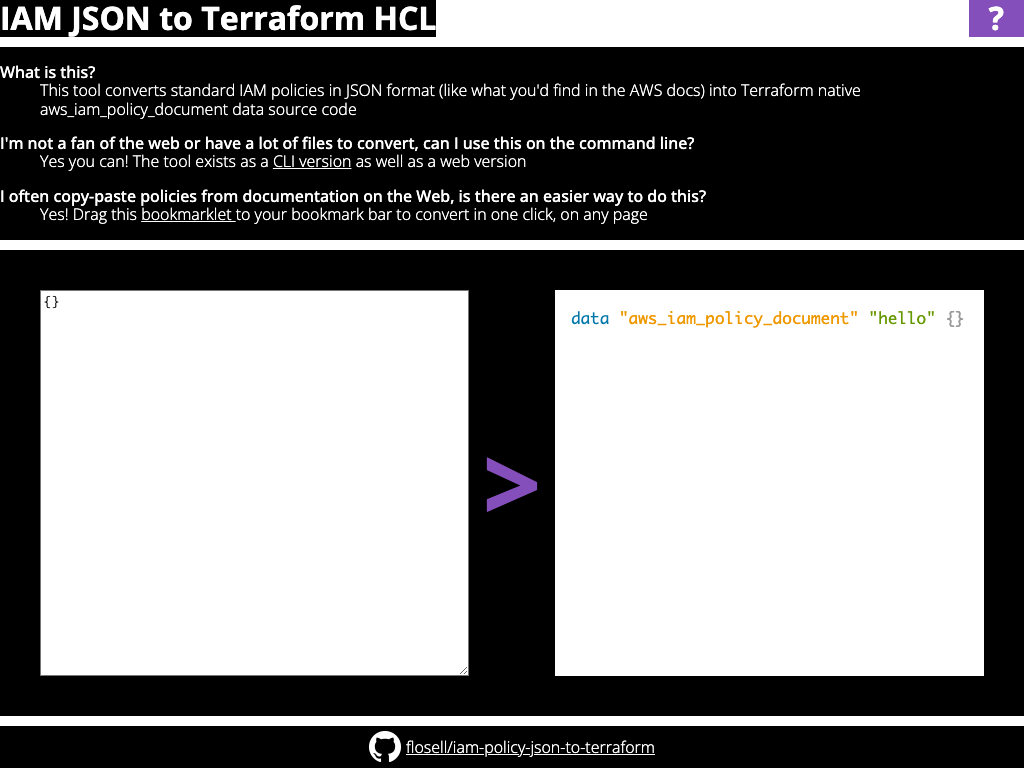 IAM JSON to Terraform HCL
?
What is this?
This tool converts standard IAM policies in JSON format (like what you'd find in the AWS docs) into Terraform native
aws_iam_policy_document data source code
I'm not a fan of the web or have a lot of files to convert, can I use this on the command line?
Yes you can! The tool exists as a CLI version as well as a web version
I often copy-paste policies from documentation on the Web, is there an easier way to do this?
Yes! Drag this bookmarklet to your bookmark bar to convert in one click, on any page
{}
data "aws_iam_policy_document" "hello" {}
>
flosell/iam-policy-json-to-terraform